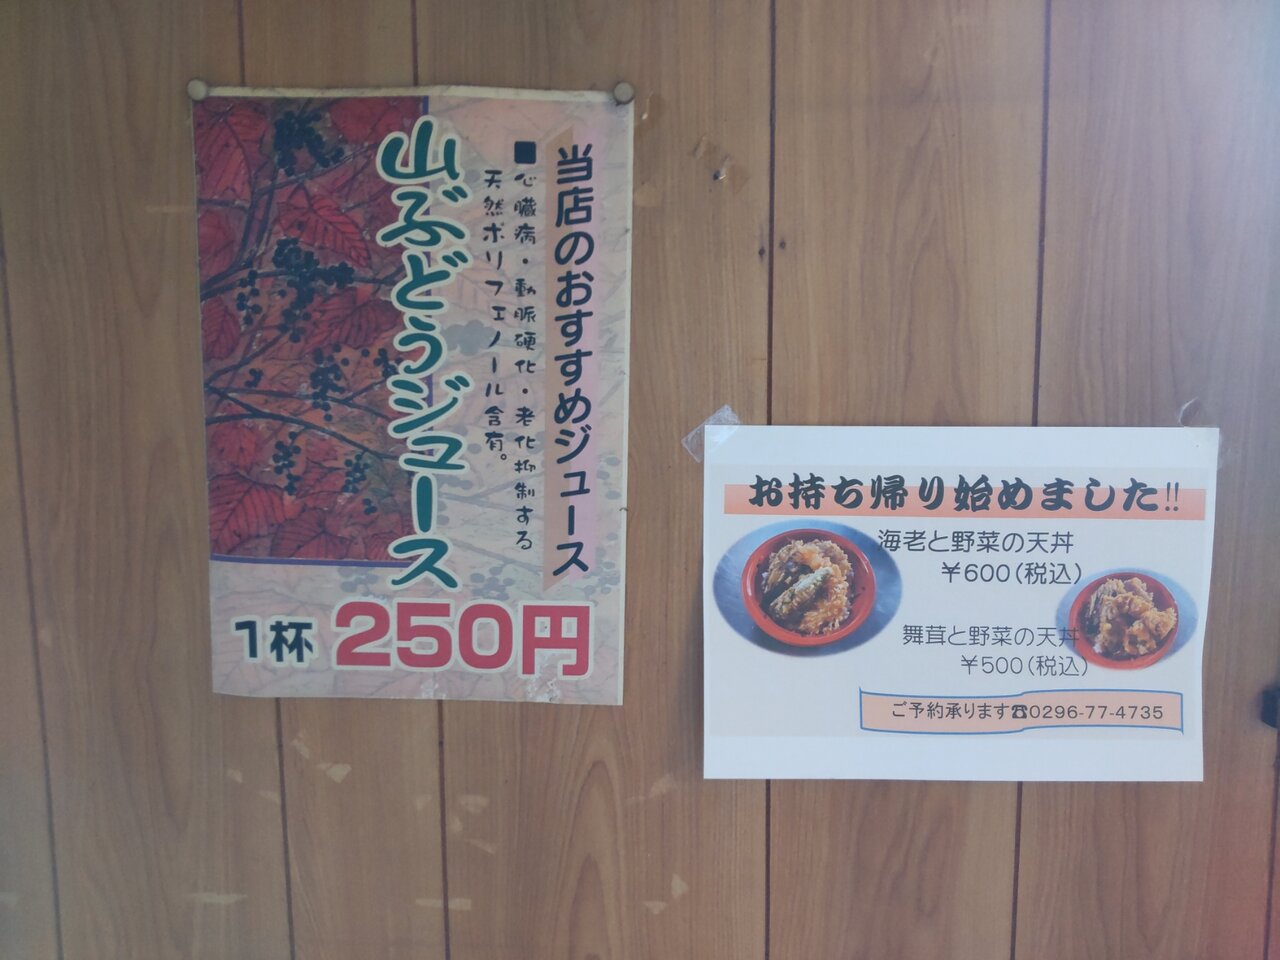 当店のおすすめジュース
■心臓病・動脈硬化・老化抑制する
天然ポリフェノール含有。
山ぶどうジュース
1杯 250円
お持ち帰り始めました!!
海老と野菜の天丼
￥600(税込)
舞茸と野菜の天丼
￥500(税込)
ご予約承ります☎0296-77-4735